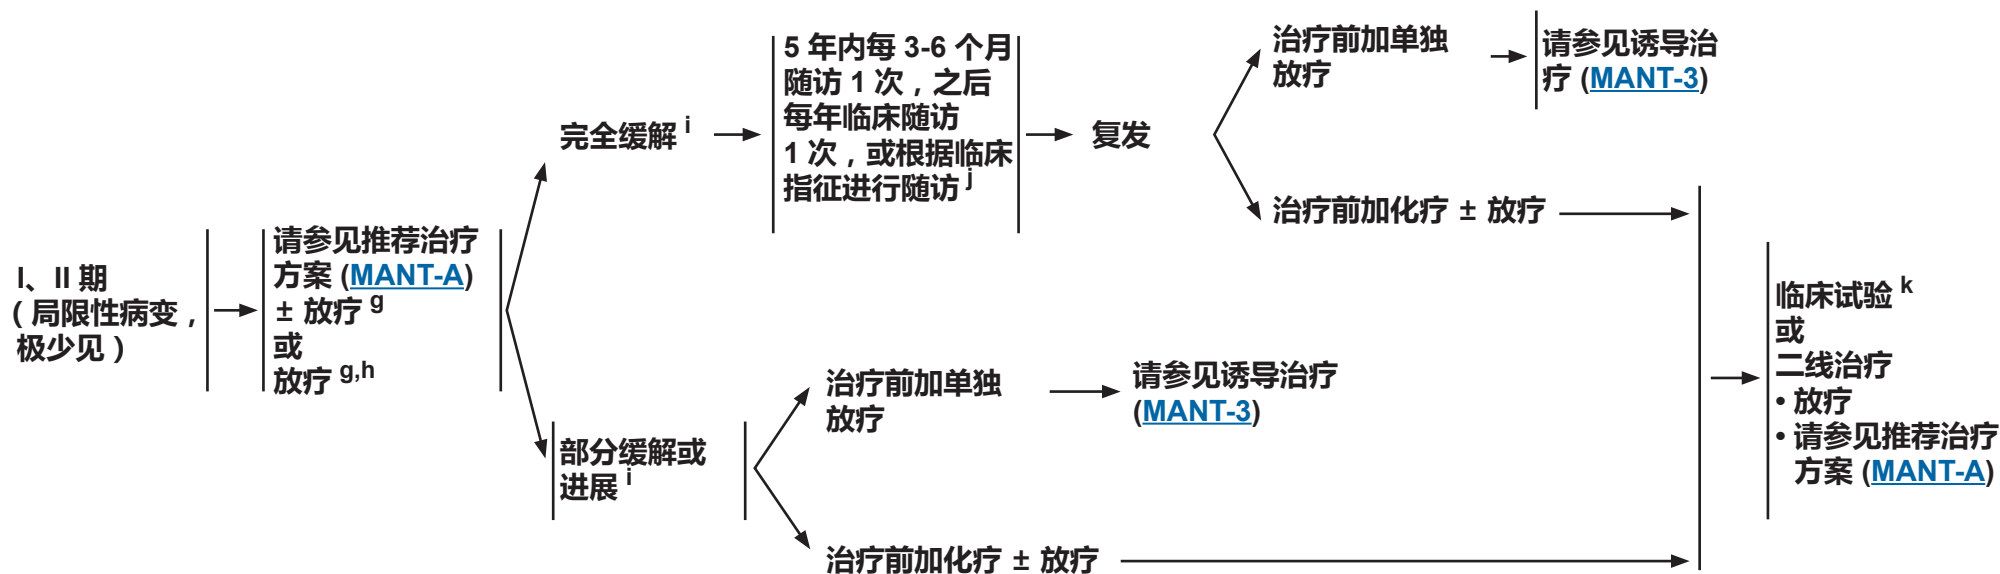 I、II 期
（局限性病变，
极少见）
请参见推荐治疗
方案 (MANT-A)
± 放疗 g
或
放疗 g,h
完全缓解 i
5 年内每 3-6 个月
随访 1 次，之后
每年临床随访
1 次，或根据临床
指征进行随访 j
复发
治疗前加单独
放疗
请参见诱导治
疗 (MANT-3)
治疗前加化疗 ± 放疗
部分缓解或
进展 i
治疗前加单独
放疗
请参见诱导治疗
(MANT-3)
治疗前加化疗 ± 放疗
临床试验 k
或
二线治疗
• 放疗
• 请参见推荐治疗
方案 (MANT-A)